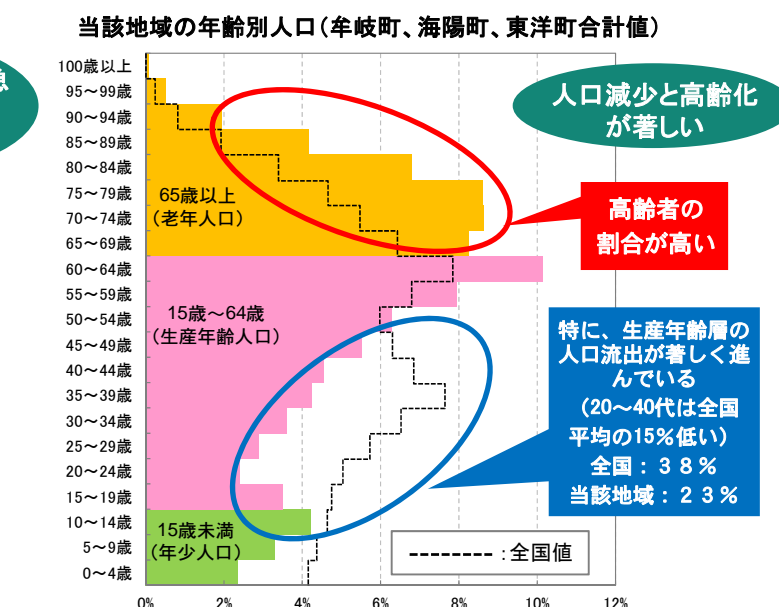 当該地域の年齢別人口(牟岐町、海陽町、東洋町合計値)
急
人口減少と高齢化
が著しい
100歳以上
95～99歳
90～94歳
85～89歳
80～84歳
75～79歳
70～74歳
65～69歳
60～64歳
55～59歳
50～54歳
45～49歳
40～44歳
35～39歳
30～34歳
25～29歳
20～24歳
15～19歳
10～14歳
5～9歳
0～4歳
65歳以上
(老年人口)
15歳～64歳
(生産年齢人口)
15歳未満
(年少人口)
高齢者の
割合が高い
特に、生産年齢層の
人口流出が著しく進
んでいる
(20～40代は全国
平均の15%低い)
全国：３８%
当該地域：２３%
：全国値
0%
2%
4%
6%
8%
10%
12%